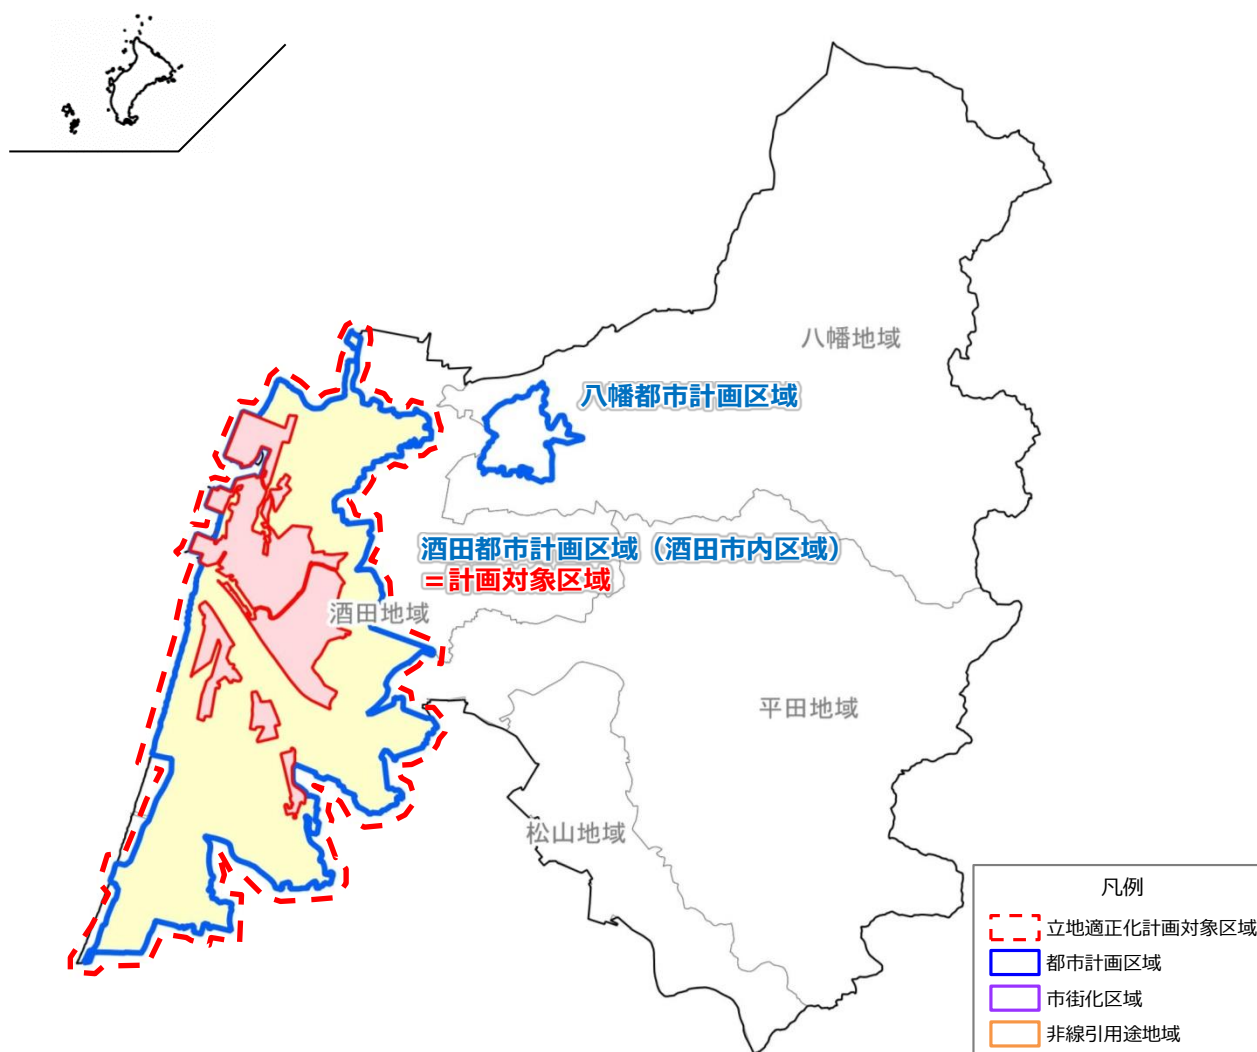 八幡地域
八幡都市計画区域
酒田都市計画区域（酒田市内区域）
＝計画対象区域
酒田地域
平田地域
松山地域
凡例
立地適正化計画対象区域
都市計画区域
市街化区域
非線引用途地域